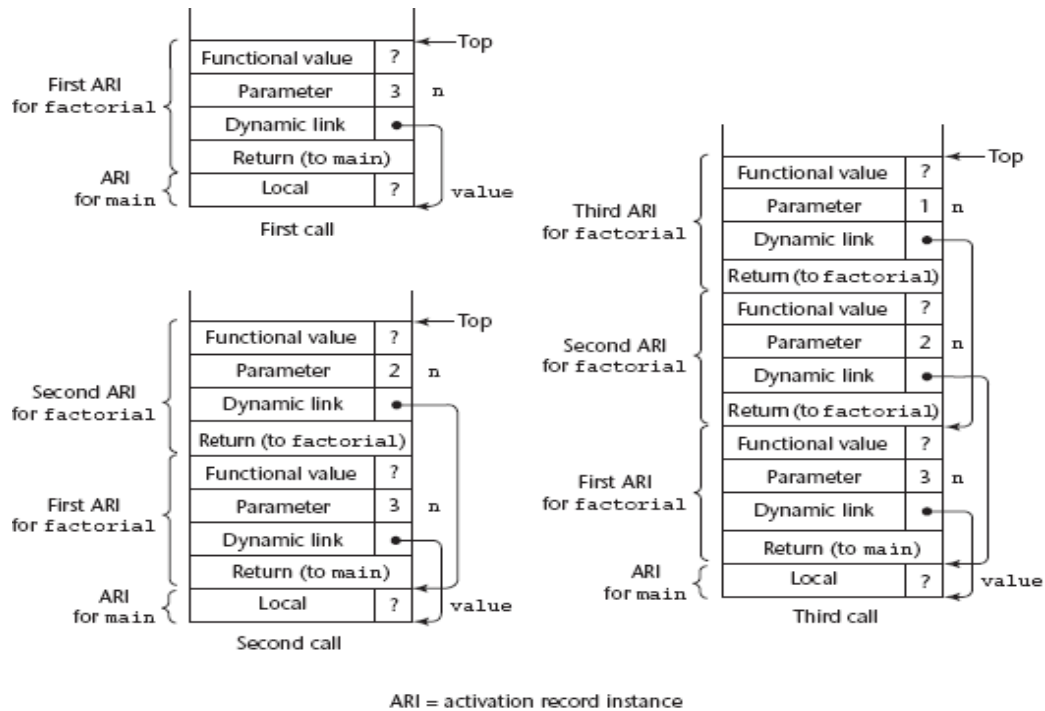 Top
Functional value ?
First ARI
for factorial
Parameter 3 n
Dynamic link
Return (to main)
ARI
for main
Local ?
value
First call
Top
Functional value ?
Second ARI
for factorial
Parameter 2 n
Dynamic link
Return (to factorial)
Functional value ?
First ARI
for factorial
Parameter 3 n
Dynamic link
Return (to main)
ARI
for main
Local ?
value
Second call
Top
Functional value ?
Third ARI
for factorial
Parameter 1 n
Dynamic link
Return (to factorial)
Functional value ?
Second ARI
for factorial
Parameter 2 n
Dynamic link
Return (to factorial)
Functional value ?
First ARI
for factorial
Parameter 3 n
Dynamic link
Return (to main)
ARI
for main
Local ?
value
Third call
ARI = activation record instance